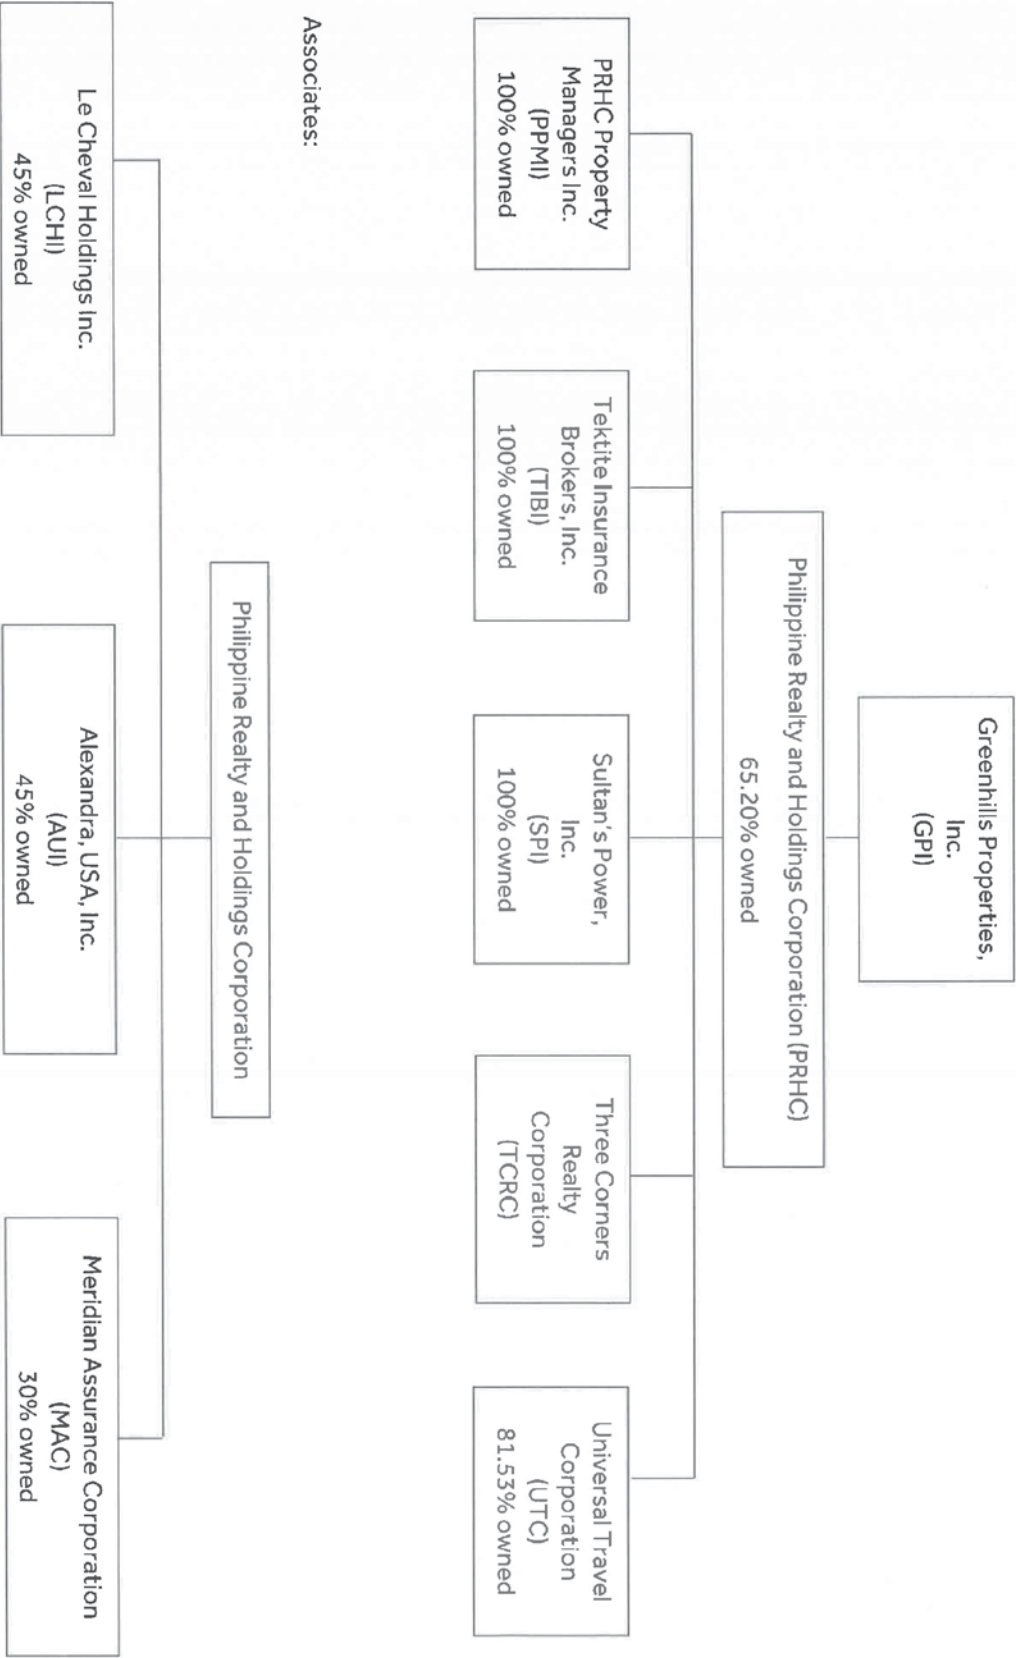 Greenhills Properties,
Inc.
(GPI)
Philippine Realty and Holdings Corporation (PRHC)
65.20% owned
PRHC Property
Managers Inc.
(PPMI)
100% owned
Tektite Insurance
Brokers, Inc.
(TIBI)
100% owned
Sultan's Power,
Inc.
(SPI)
100% owned
Three Corners
Realty
Corporation
(TCRC)
Universal Travel
Corporation
(UTC)
81.53% owned
Associates:
Philippine Realty and Holdings Corporation
Le Cheval Holdings Inc.
(LCHI)
45% owned
Alexandra, USA, Inc.
(AUI)
45% owned
Meridian Assurance Corporation
(MAC)
30% owned